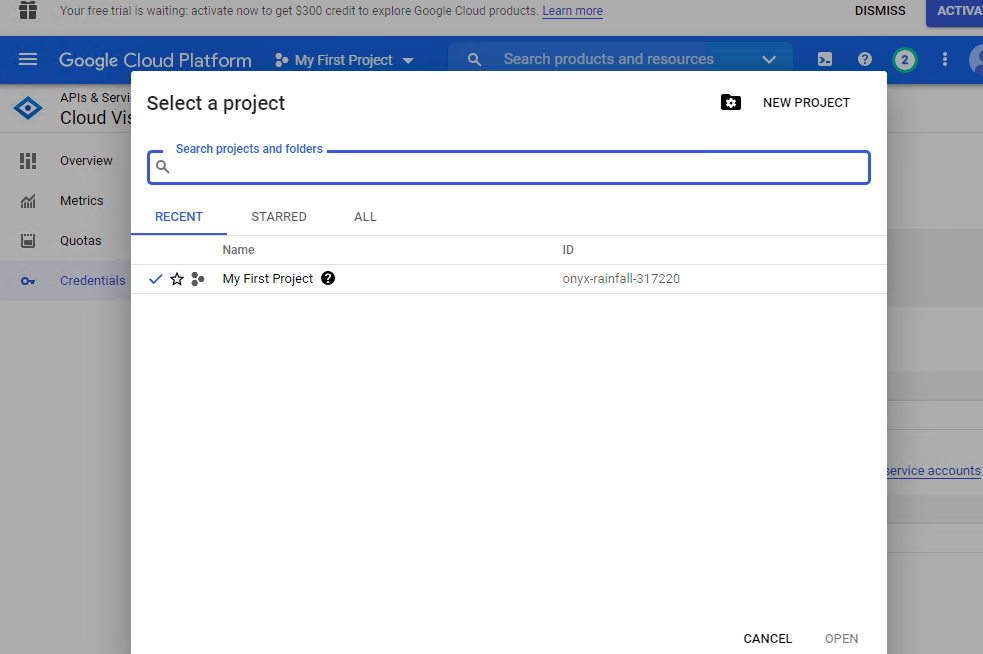 Your free trial is waiting: activate now to get $300 credit to explore Google Cloud products. Learn more
DISMISS
Google Cloud Platform
My First Project
Search products and resources
2
APIs &
Cloud
Select a project
NEW PROJECT
Overview
Metrics
Quotas
Credentials
Search projects and folders
RECENT
STARRED
ALL
Name
ID
My First Project
onyx-rainfall-317220
service accounts
CANCEL
OPEN